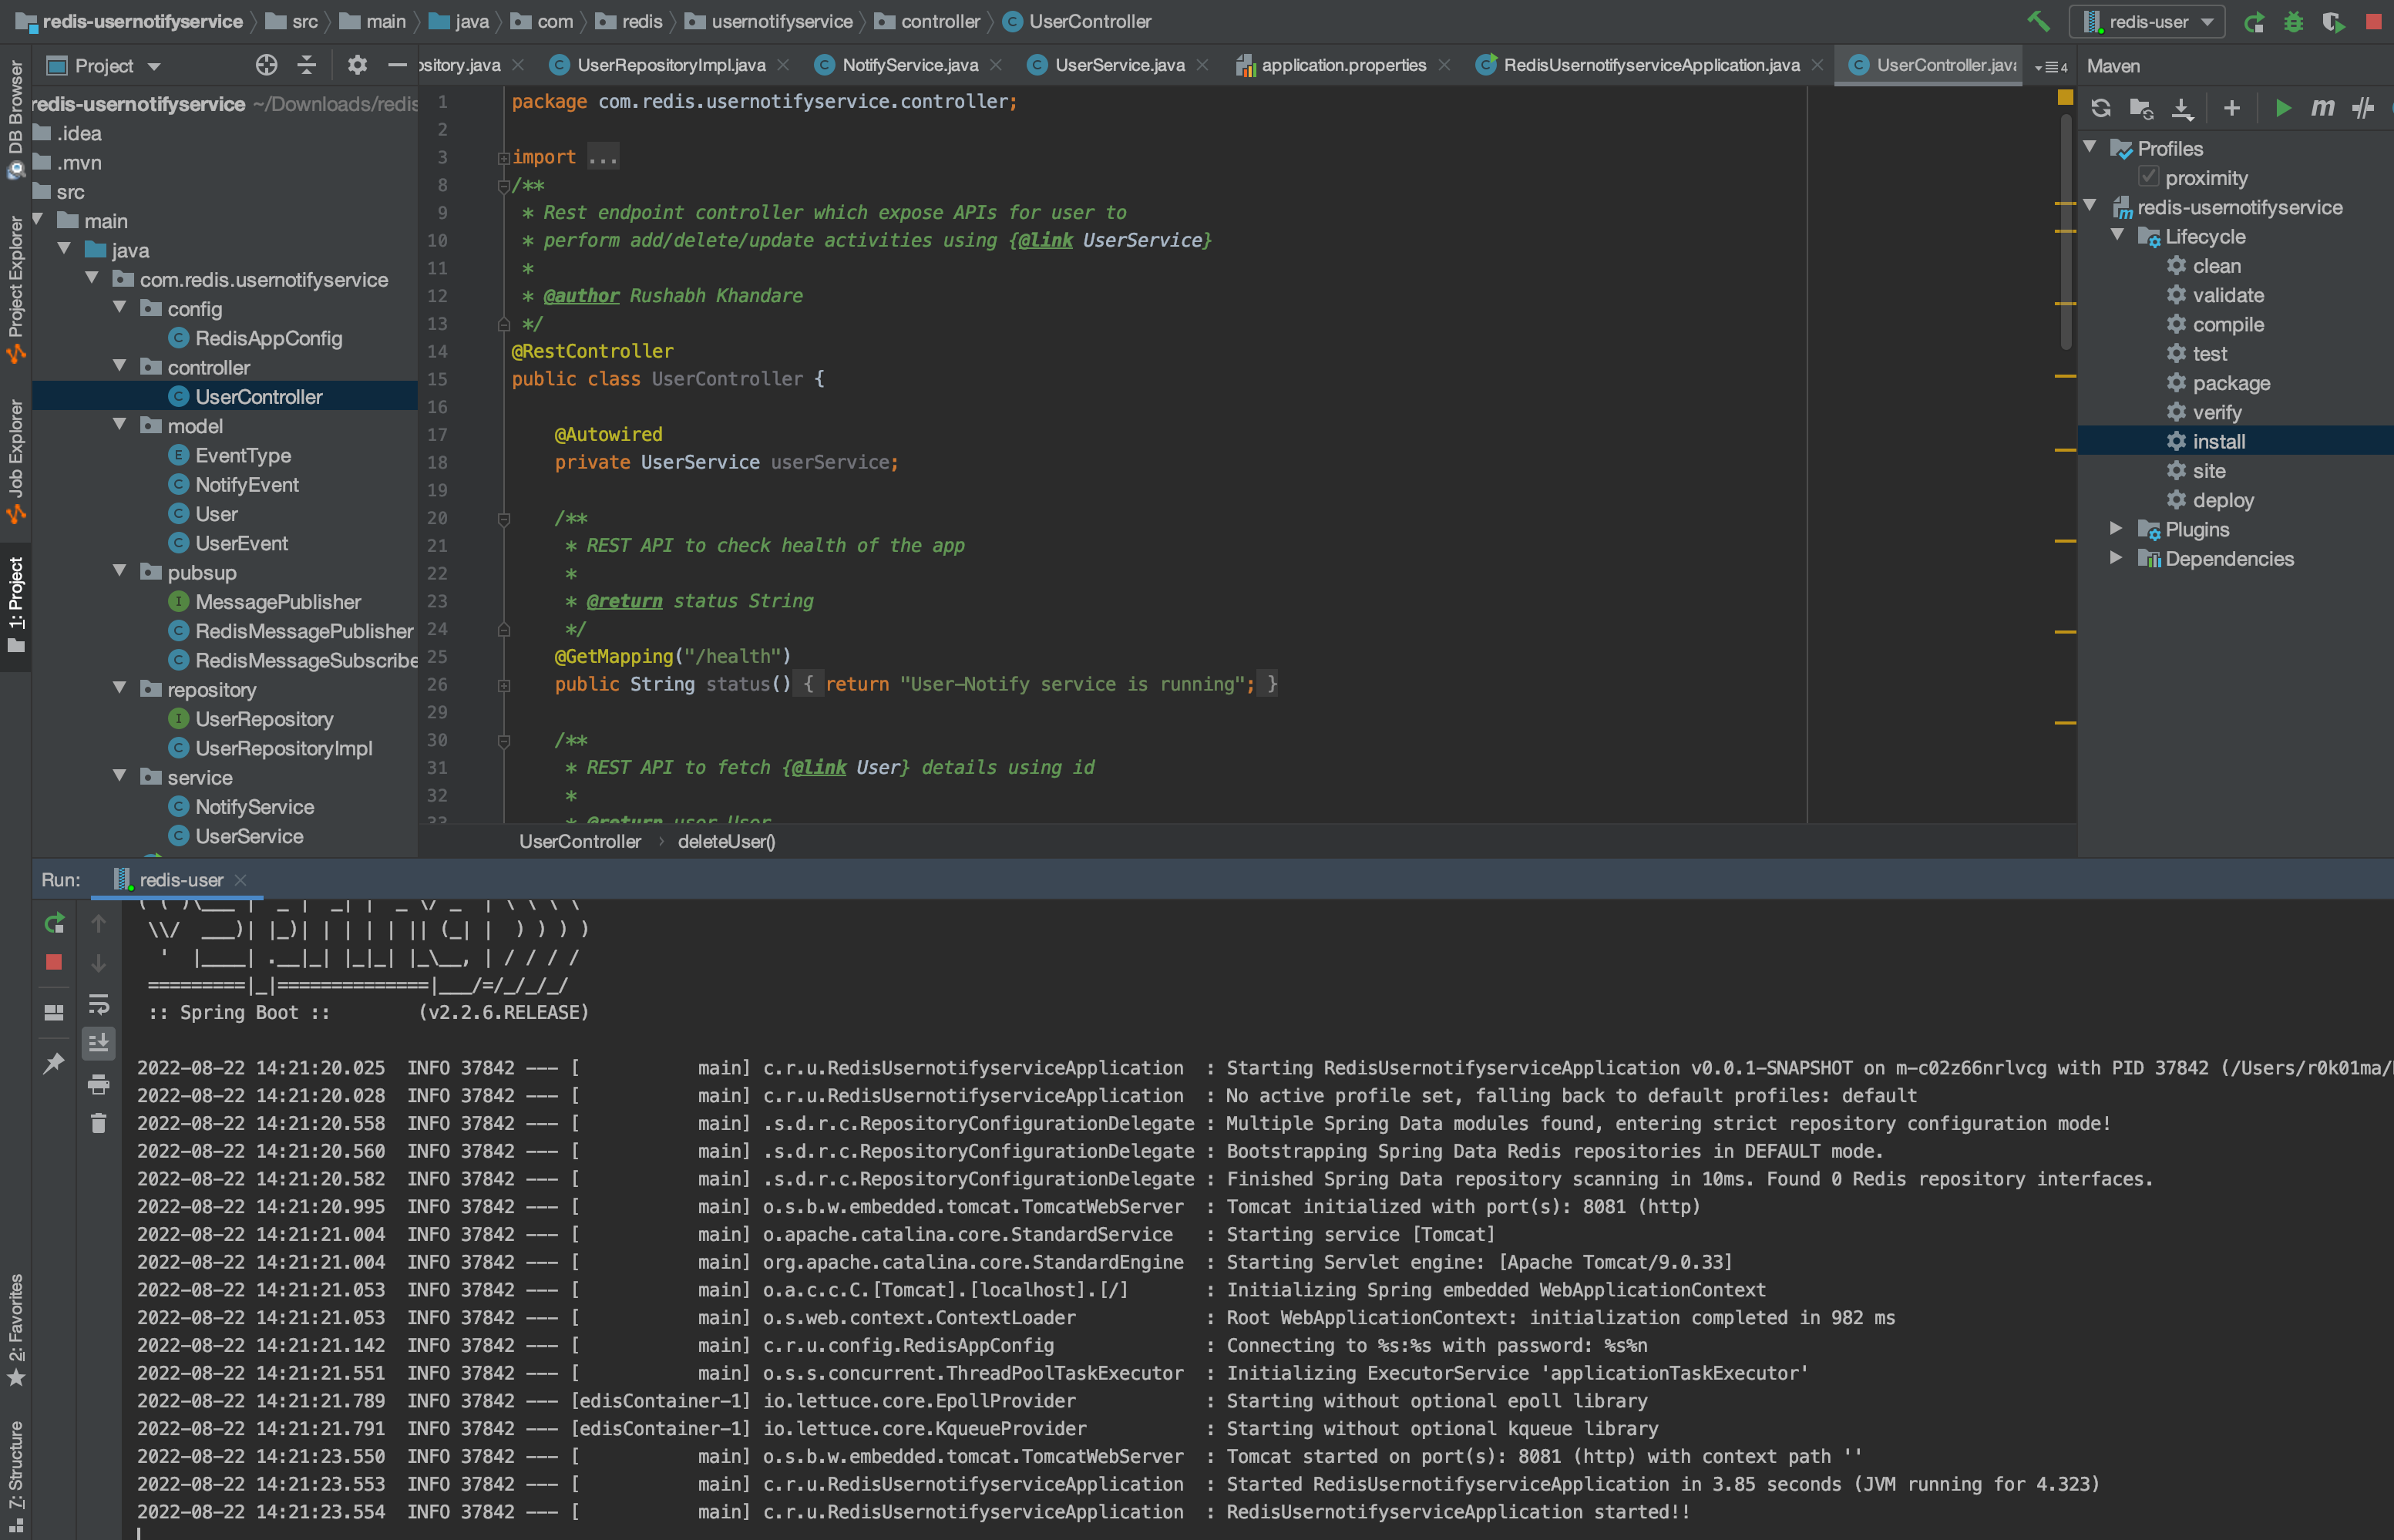 redis-usernotifyservice src main java com redis usernotifyservice controller UserController
redis-user
Project
ository.java UserRepositoryImpl.java NotifyService.java UserService.java application.properties RedisUsernotifyserviceApplication.java UserController.java 4
Maven
DB Browser
Project Explorer
Job Explorer
1: Project
2: Favorites
7: Structure
redis-usernotifyservice ~/Downloads/redis
.idea
.mvn
src
main
java
com.redis.usernotifyservice
config
RedisAppConfig
controller
UserController
model
EventType
NotifyEvent
User
UserEvent
pubsup
MessagePublisher
RedisMessagePublisher
RedisMessageSubscribe
repository
UserRepository
UserRepositoryImpl
service
NotifyService
UserService
1 package com.redis.usernotifyservice.controller;
2
3 import ...
8 /**
9 * Rest endpoint controller which expose APIs for user to
10 * perform add/delete/update activities using {@link UserService}
11 *
12 * @author Rushabh Khandare
13 */
14 @RestController
15 public class UserController {
16
17 @Autowired
18 private UserService userService;
19
20 /**
21 * REST API to check health of the app
22 *
23 * @return status String
24 */
25 @GetMapping("/health")
26 public String status() { return "User-Notify service is running"; }
29
30 /**
31 * REST API to fetch {@link User} details using id
32 *
33 * @return user User
UserController deleteUser()
Profiles
proximity
redis-usernotifyservice
Lifecycle
clean
validate
compile
test
package
verify
install
site
deploy
Plugins
Dependencies
Run: redis-user
( ( )\___ | '_ | '_| | '_ \/ _` | \ \ \ \
\\/ ___)| |_)| | | | | || (_| | ) ) ) )
' |____| .__|_| |_|_| |_\__, | / / / /
=========|_|==============|___/=/_/_/_/
:: Spring Boot :: (v2.2.6.RELEASE)
2022-08-22 14:21:20.025 INFO 37842 --- [ main] c.r.u.RedisUsernotifyserviceApplication : Starting RedisUsernotifyserviceApplication v0.0.1-SNAPSHOT on m-c02z66nrlvcg with PID 37842 (/Users/r0k01ma/
2022-08-22 14:21:20.028 INFO 37842 --- [ main] c.r.u.RedisUsernotifyserviceApplication : No active profile set, falling back to default profiles: default
2022-08-22 14:21:20.558 INFO 37842 --- [ main] .s.d.r.c.RepositoryConfigurationDelegate : Multiple Spring Data modules found, entering strict repository configuration mode!
2022-08-22 14:21:20.560 INFO 37842 --- [ main] .s.d.r.c.RepositoryConfigurationDelegate : Bootstrapping Spring Data Redis repositories in DEFAULT mode.
2022-08-22 14:21:20.582 INFO 37842 --- [ main] .s.d.r.c.RepositoryConfigurationDelegate : Finished Spring Data repository scanning in 10ms. Found 0 Redis repository interfaces.
2022-08-22 14:21:20.995 INFO 37842 --- [ main] o.s.b.w.embedded.tomcat.TomcatWebServer : Tomcat initialized with port(s): 8081 (http)
2022-08-22 14:21:21.004 INFO 37842 --- [ main] o.apache.catalina.core.StandardService : Starting service [Tomcat]
2022-08-22 14:21:21.004 INFO 37842 --- [ main] org.apache.catalina.core.StandardEngine : Starting Servlet engine: [Apache Tomcat/9.0.33]
2022-08-22 14:21:21.053 INFO 37842 --- [ main] o.a.c.c.C.[Tomcat].[localhost].[/] : Initializing Spring embedded WebApplicationContext
2022-08-22 14:21:21.053 INFO 37842 --- [ main] o.s.web.context.ContextLoader : Root WebApplicationContext: initialization completed in 982 ms
2022-08-22 14:21:21.142 INFO 37842 --- [ main] c.r.u.config.RedisAppConfig : Connecting to %s:%s with password: %s%n
2022-08-22 14:21:21.551 INFO 37842 --- [ main] o.s.s.concurrent.ThreadPoolTaskExecutor : Initializing ExecutorService 'applicationTaskExecutor'
2022-08-22 14:21:21.789 INFO 37842 --- [edisContainer-1] io.lettuce.core.EpollProvider : Starting without optional epoll library
2022-08-22 14:21:21.791 INFO 37842 --- [edisContainer-1] io.lettuce.core.KqueueProvider : Starting without optional kqueue library
2022-08-22 14:21:23.550 INFO 37842 --- [ main] o.s.b.w.embedded.tomcat.TomcatWebServer : Tomcat started on port(s): 8081 (http) with context path ''
2022-08-22 14:21:23.553 INFO 37842 --- [ main] c.r.u.RedisUsernotifyserviceApplication : Started RedisUsernotifyserviceApplication in 3.85 seconds (JVM running for 4.323)
2022-08-22 14:21:23.554 INFO 37842 --- [ main] c.r.u.RedisUsernotifyserviceApplication : RedisUsernotifyserviceApplication started!!